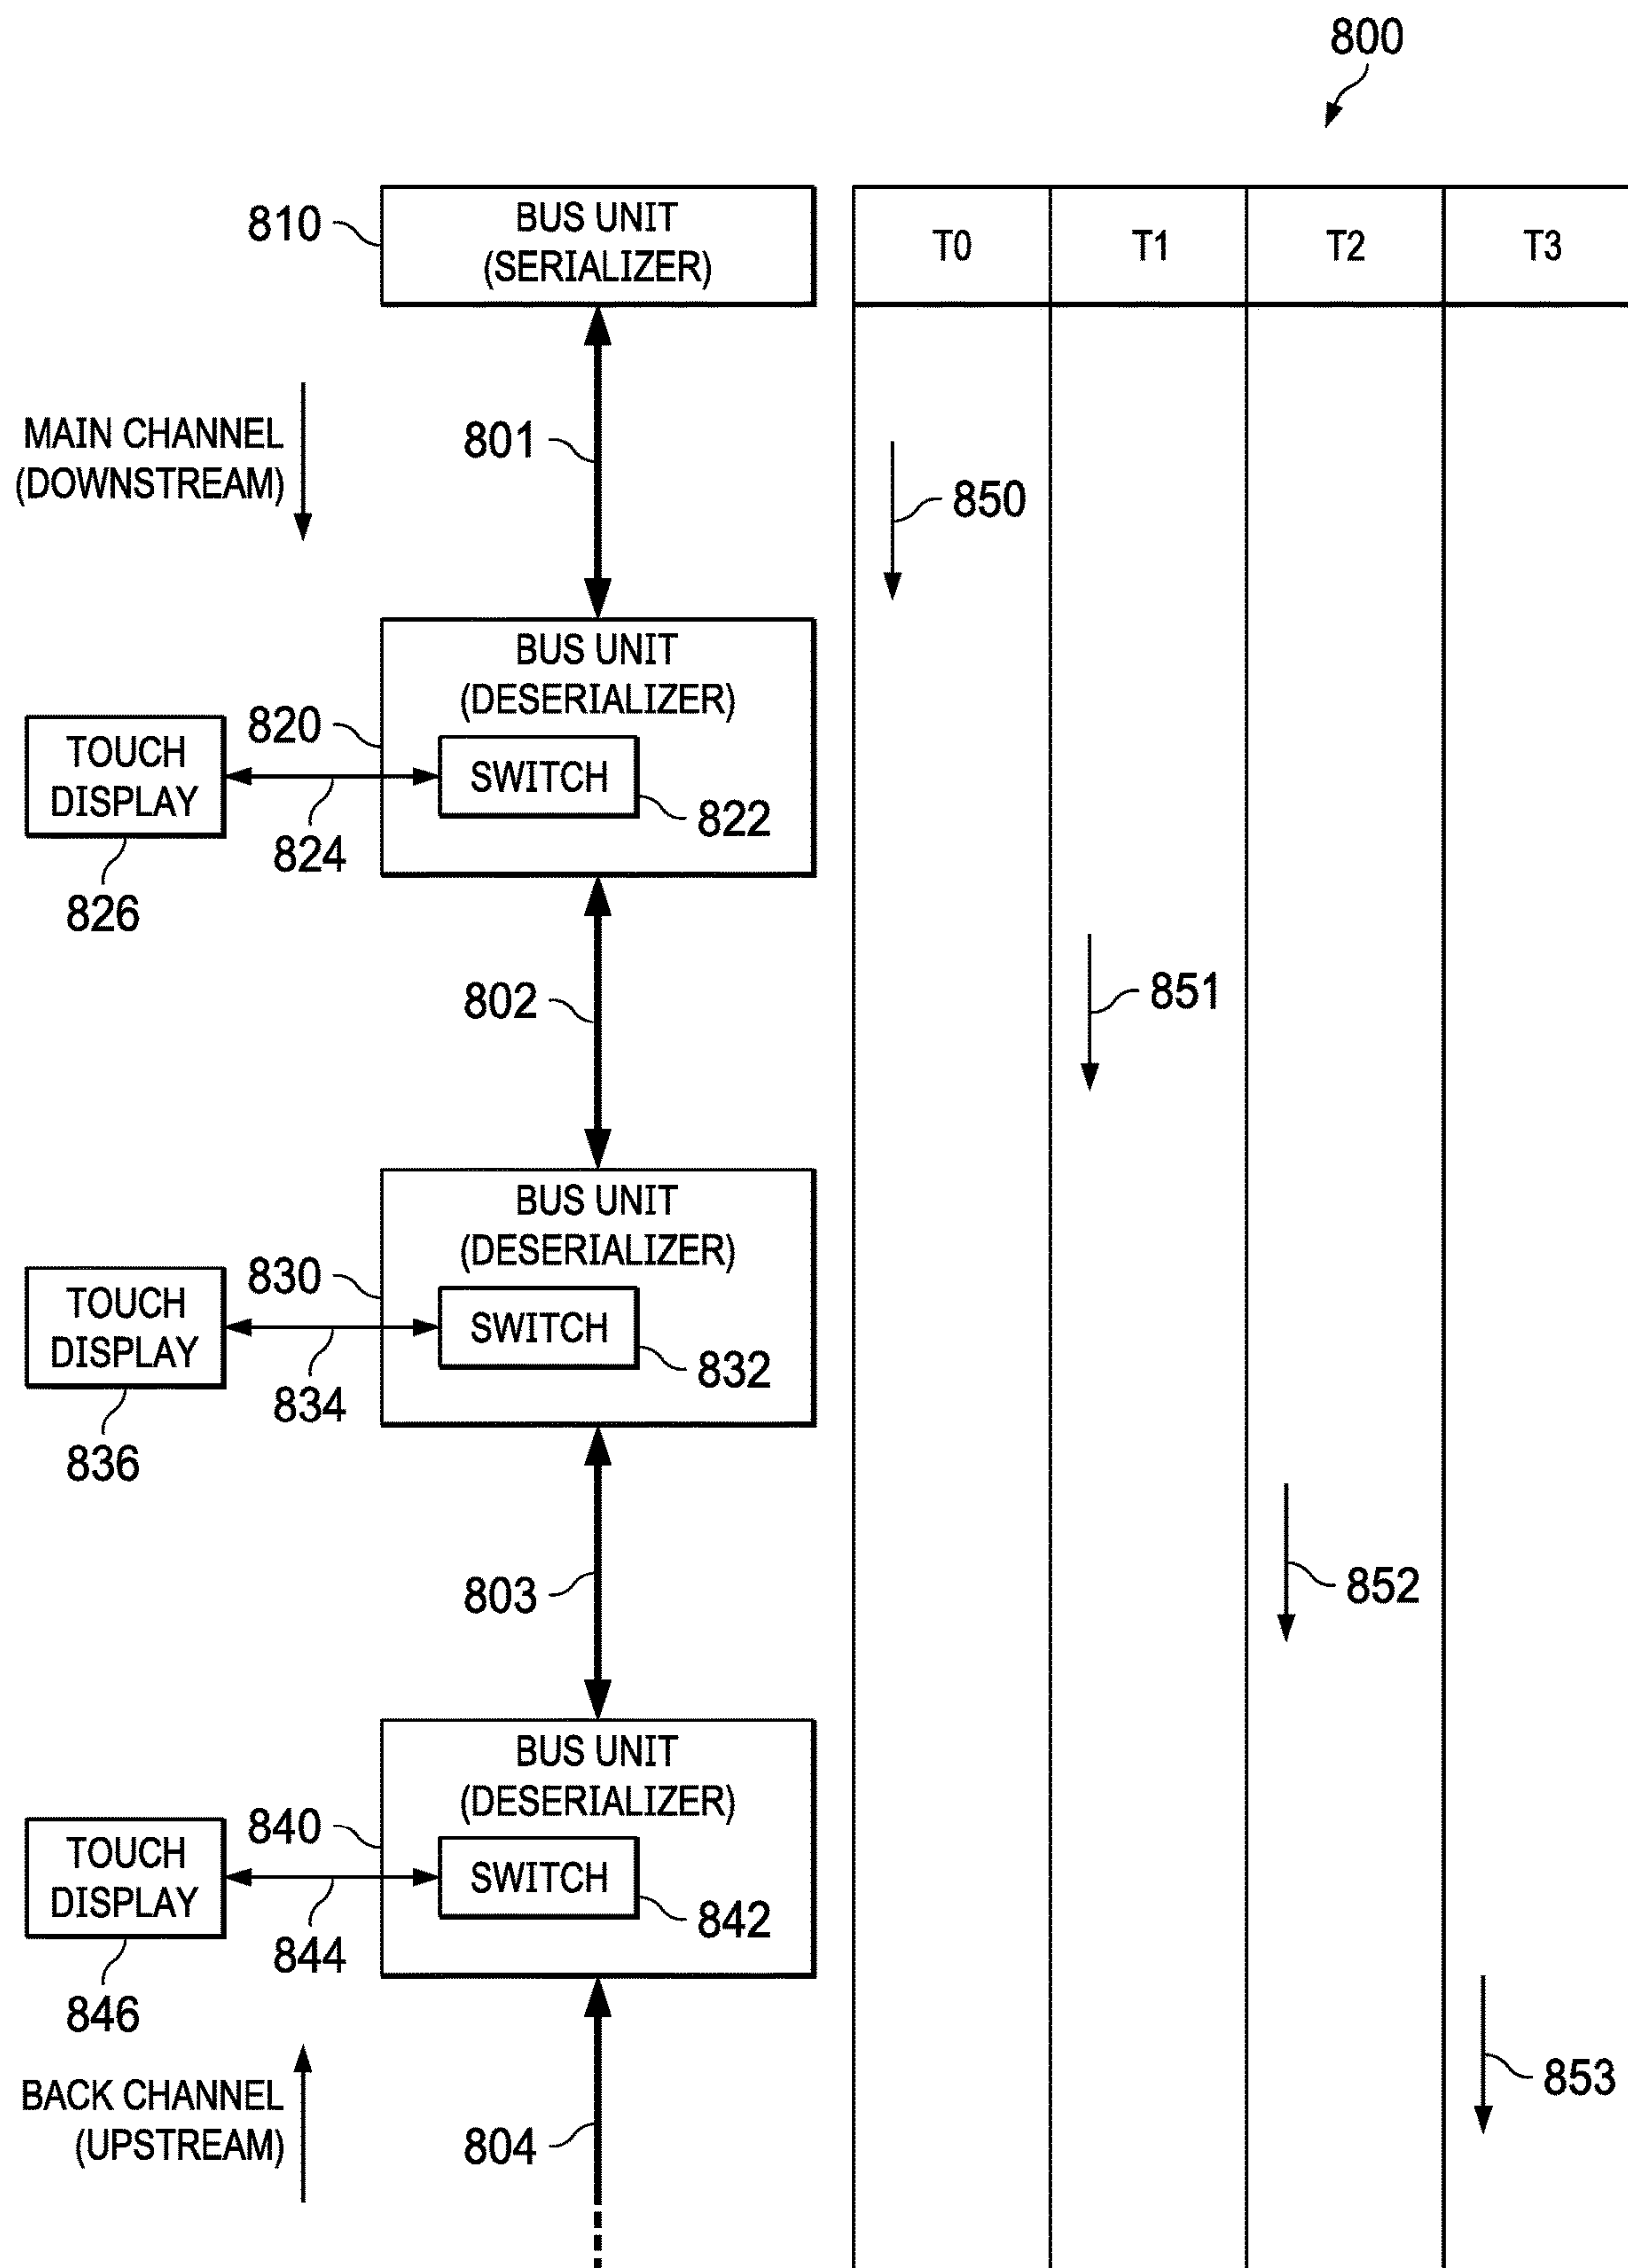 800
810
BUS UNIT
(SERIALIZER)
T0
T1
T2
T3
MAIN CHANNEL
(DOWNSTREAM)
801
850
BUS UNIT
(DESERIALIZER)
820
TOUCH
DISPLAY
SWITCH
822
824
826
802
851
BUS UNIT
(DESERIALIZER)
830
TOUCH
DISPLAY
SWITCH
832
834
836
803
852
BUS UNIT
(DESERIALIZER)
840
TOUCH
DISPLAY
SWITCH
842
844
846
BACK CHANNEL
(UPSTREAM)
804
853